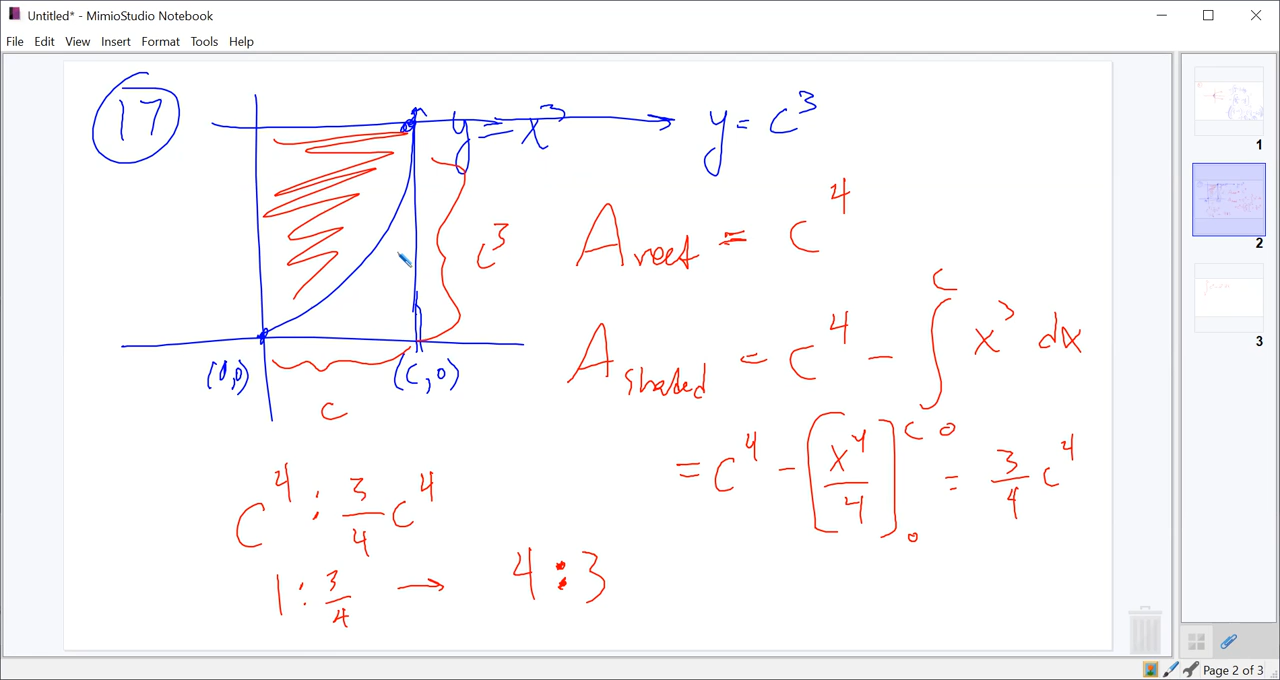 Untitled* - MimioStudio Notebook
File Edit View Insert Format Tools Help
17
y = x³ y = c³
c³
(0,0) (c,0)
c
A rect = c⁴
A shaded = c⁴ - ∫₀ᶜ x³ dx
= c⁴ - [x⁴/4]₀ᶜ = 3/4 c⁴
c⁴ : 3/4 c⁴
1 : 3/4 → 4 : 3
1
2
3
Page 2 of 3